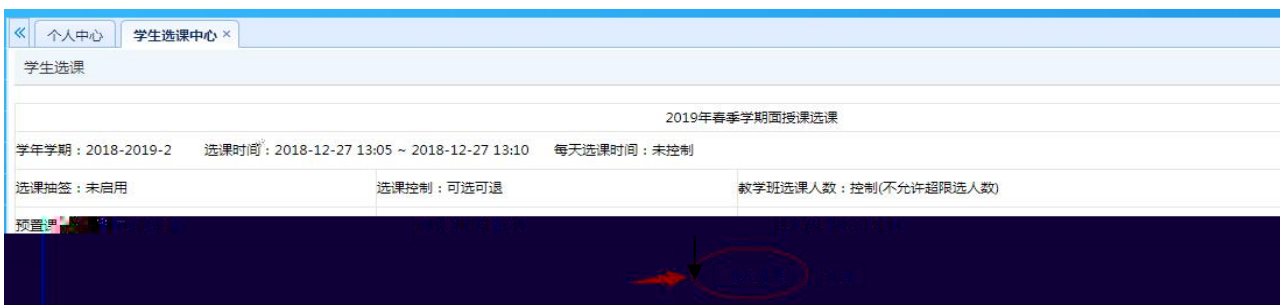 个人中心 学生选课中心 ×
学生选课
2019年春季学期面授课选课
学年学期：2018-2019-2 选课时间：2018-12-27 13:05 ~ 2018-12-27 13:10 每天选课时间：未控制
选课抽签：未启用 选课控制：可选可退 教学班选课人数：控制(不允许超限选人数)
预置课